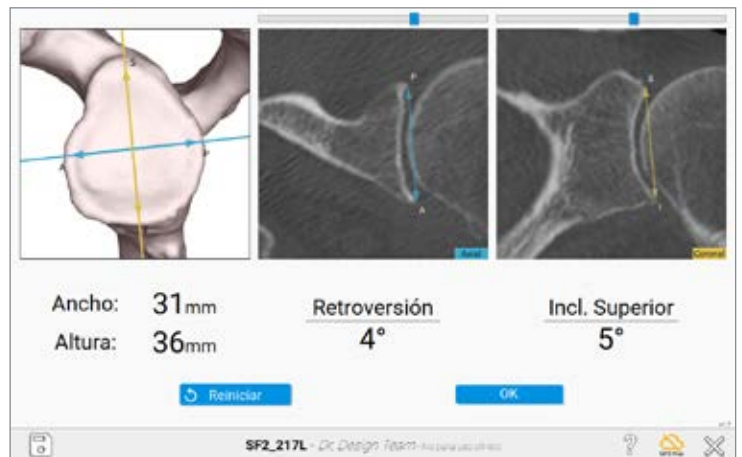 S
A
P
P
A
Axial
S
I
Coronal
Ancho: 31mm
Altura: 36mm
Retroversión
4°
Incl. Superior
5°
Reiniciar
OK
SF2_217L - Dr. Design Team
?